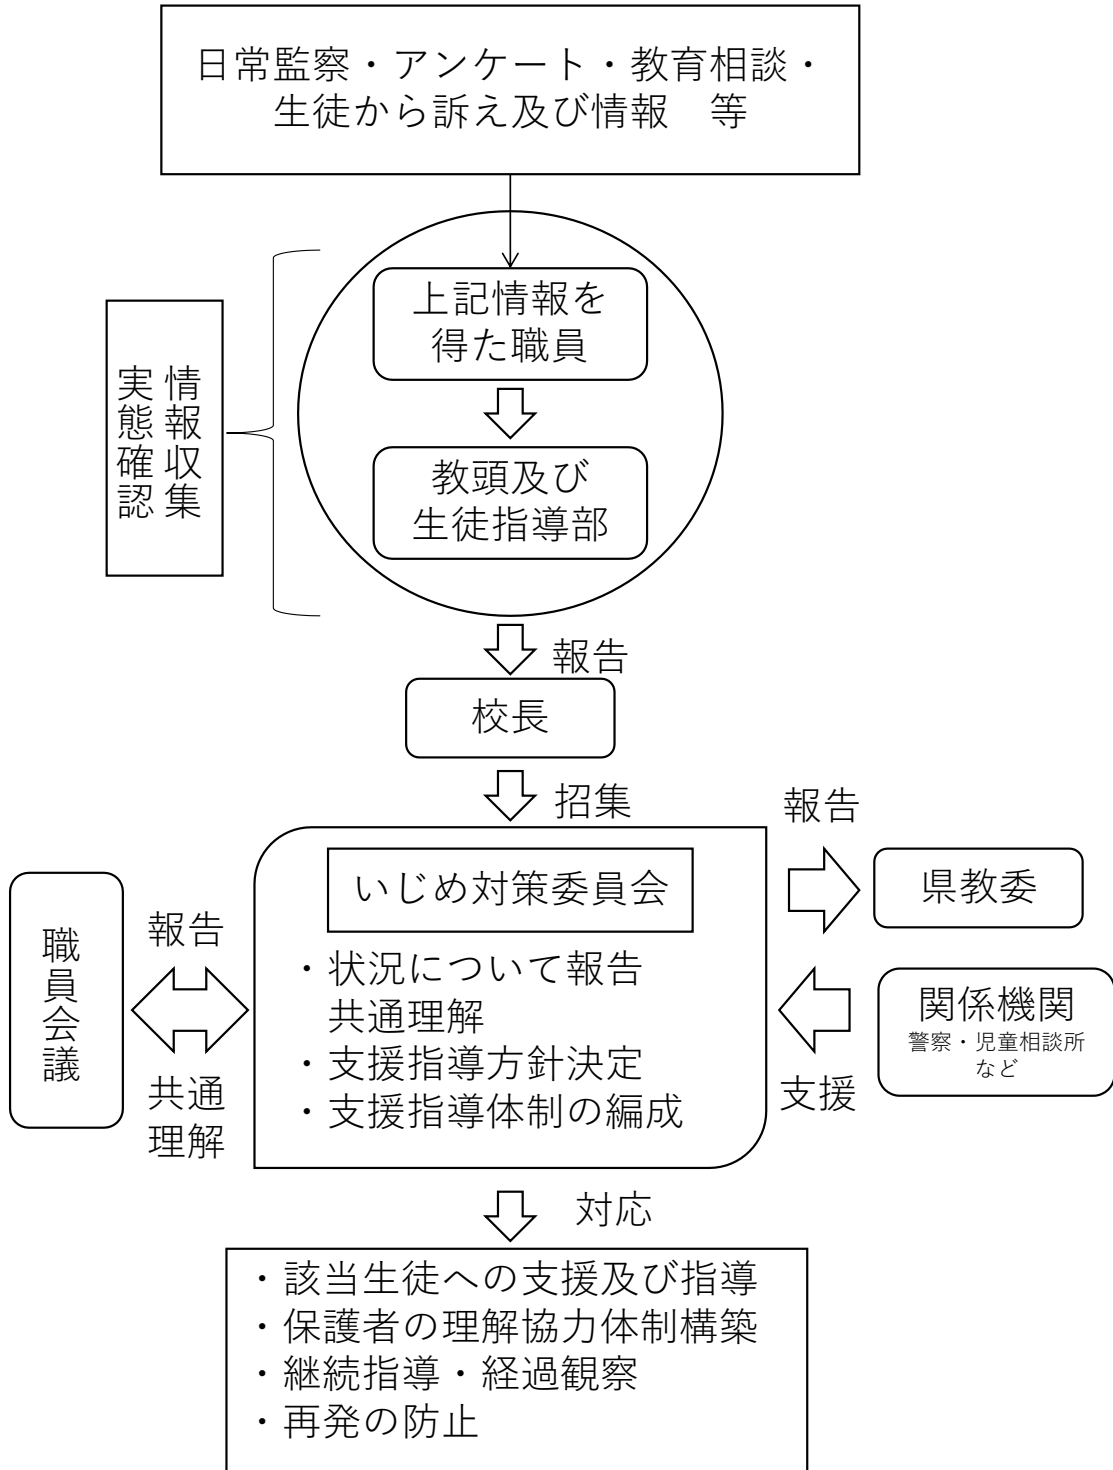 日常監察・アンケート・教育相談・
生徒から訴え及び情報　等
上記情報を
得た職員
情報収集
実態確認
教頭及び
生徒指導部
報告
校長
招集
いじめ対策委員会
・状況について報告
共通理解
・支援指導方針決定
・支援指導体制の編成
報告
県教委
関係機関
警察・児童相談所
など
支援
職員会議
報告
共通
理解
対応
・該当生徒への支援及び指導
・保護者の理解協力体制構築
・継続指導・経過観察
・再発の防止